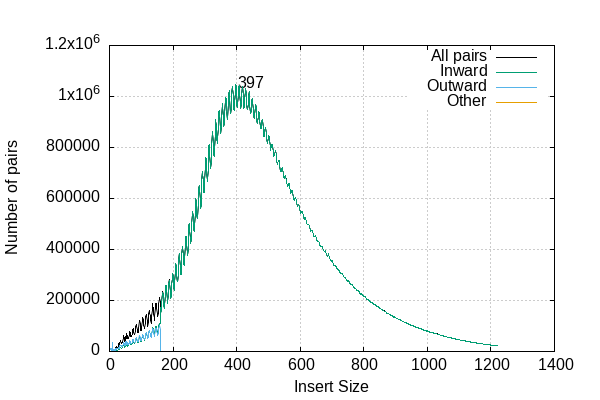 1.2x10⁶
1x10⁶
800000
600000
400000
200000
0
Number of pairs
397
All pairs
Inward
Outward
Other
0 200 400 600 800 1000 1200 1400
Insert Size